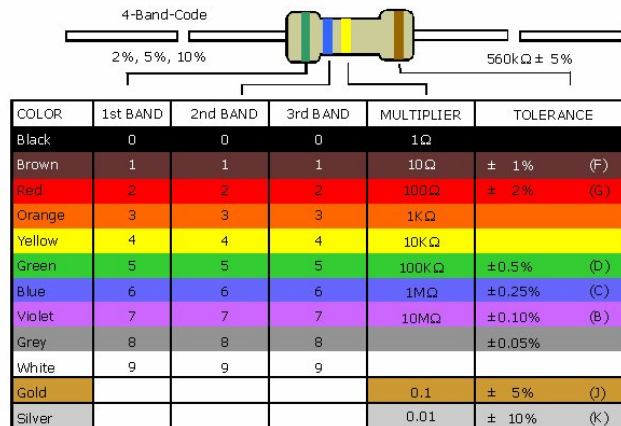 4-Band-Code
2%, 5%, 10%
560kΩ ± 5%
COLOR 1st BAND 2nd BAND 3rd BAND MULTIPLIER TOLERANCE
Black 0 0 0 1Ω
Brown 1 1 1 10Ω ± 1% (F)
Red 2 2 2 100Ω ± 2% (G)
Orange 3 3 3 1KΩ
Yellow 4 4 4 10KΩ
Green 5 5 5 100KΩ ±0.5% (D)
Blue 6 6 6 1MΩ ±0.25% (C)
Violet 7 7 7 10MΩ ±0.10% (B)
Grey 8 8 8 ±0.05%
White 9 9 9
Gold 0.1 ± 5% (J)
Silver 0.01 ± 10% (K)